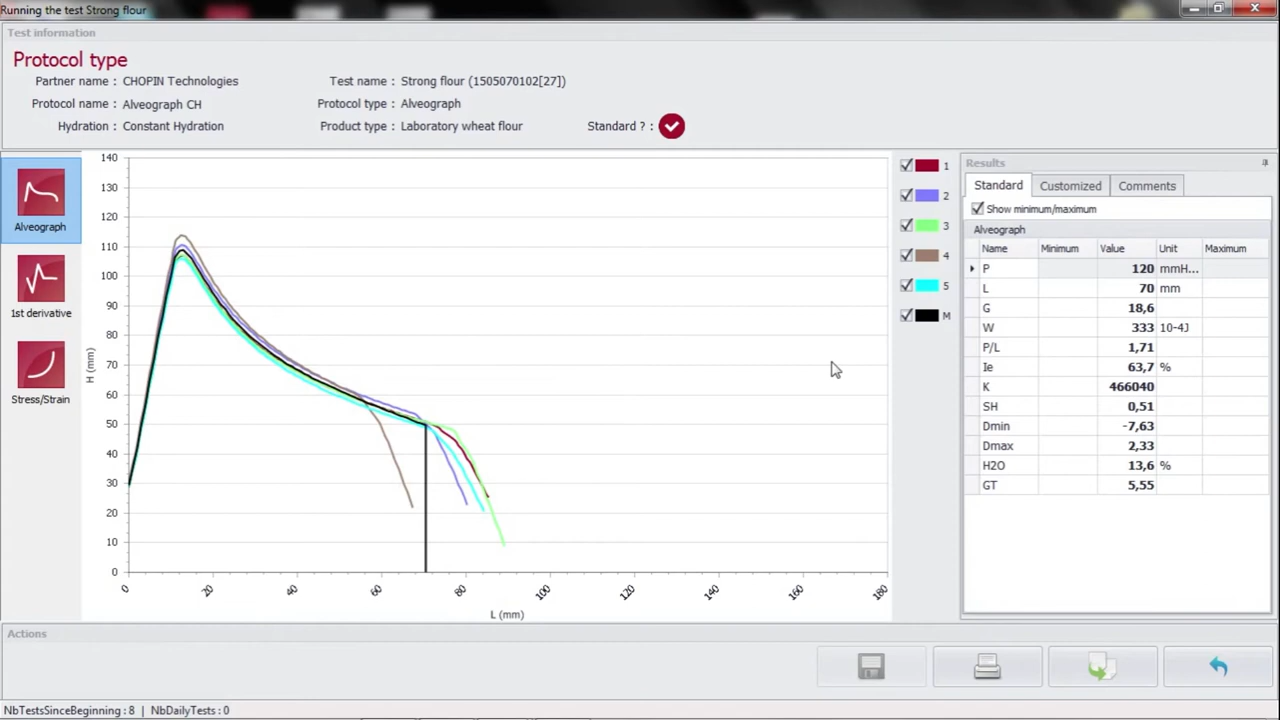 Running the test Strong flour
Test information
Protocol type
Partner name : CHOPIN Technologies
Test name : Strong flour (1505070102[27])
Protocol name : Alveograph CH
Protocol type : Alveograph
Hydration : Constant Hydration
Product type : Laboratory wheat flour
Standard ? :
Alveograph
1st derivative
Stress/Strain
H (mm)
140
130
120
110
100
90
80
70
60
50
40
30
20
10
0
0 20 40 60 80 100 120 140 160 180
L (mm)
1
2
3
4
5
M
Results
Standard Customized Comments
Show minimum/maximum
Alveograph
Name Minimum Value Unit Maximum
P 120 mmH...
L 70 mm
G 18,6
W 333 10-4J
P/L 1,71
Ie 63,7 %
K 466040
SH 0,51
Dmin -7,63
Dmax 2,33
H2O 13,6 %
GT 5,55
Actions
NbTestsSinceBeginning : 8 | NbDailyTests : 0